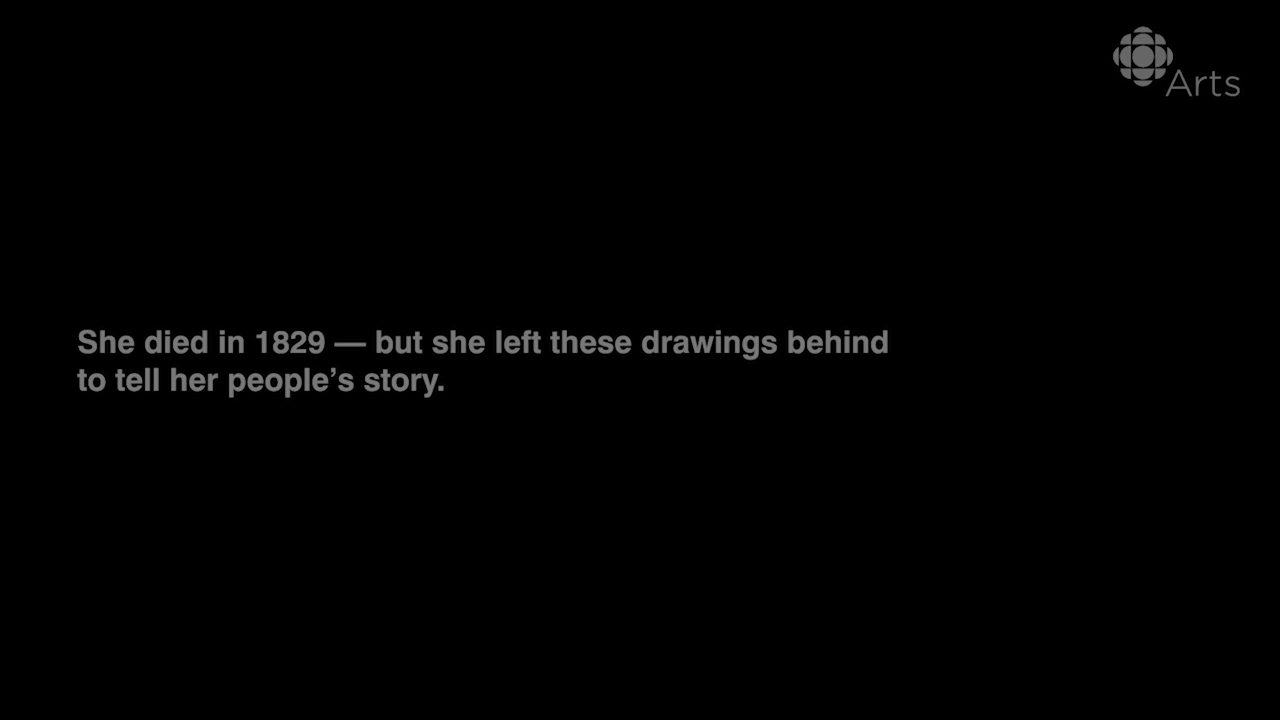 Arts
She died in 1829 — but she left these drawings behind
to tell her people’s story.